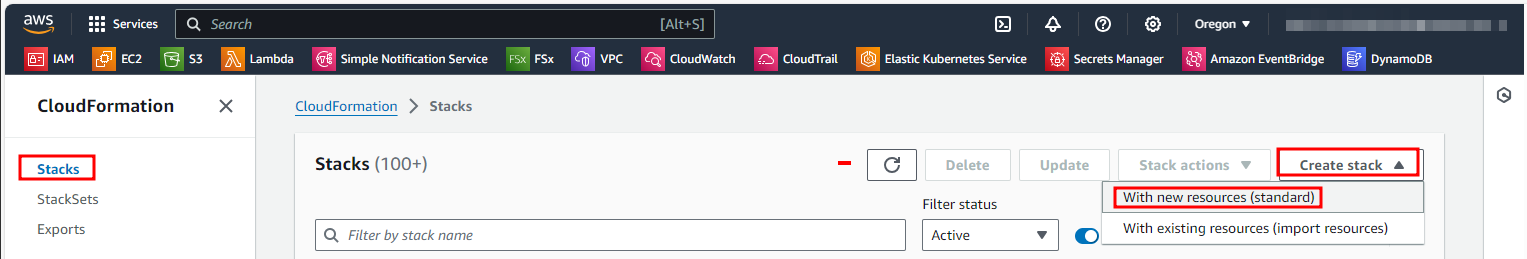 aws Services Search [Alt+S] Oregon
IAM EC2 S3 Lambda Simple Notification Service FSx FSx VPC CloudWatch CloudTrail Elastic Kubernetes Service Secrets Manager Amazon EventBridge DynamoDB
CloudFormation
Stacks
StackSets
Exports
CloudFormation > Stacks
Stacks (100+)
Delete
Update
Stack actions
Create stack
With new resources (standard)
With existing resources (import resources)
Filter status
Filter by stack name
Active